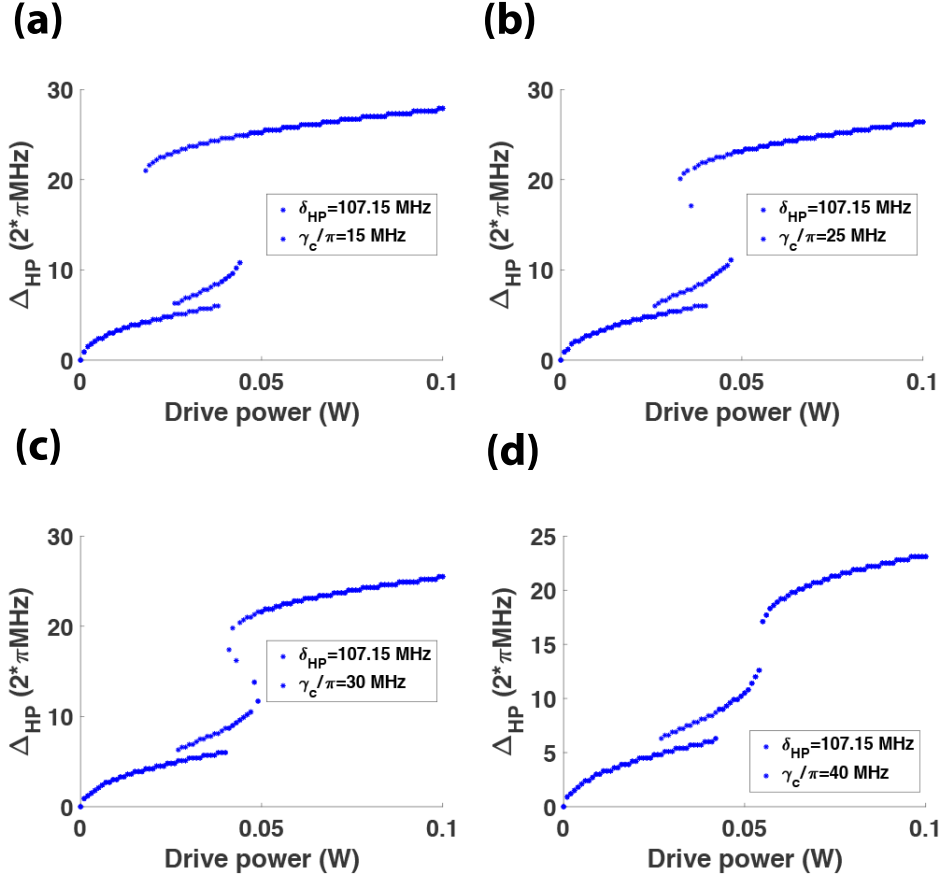 (a)
30
20
10
0
0
0.05
0.1
Δ_HP (2*πMHz)
Drive power (W)
δ_HP=107.15 MHz
γ_c/π=15 MHz
(b)
30
20
10
0
0
0.05
0.1
Δ_HP (2*πMHz)
Drive power (W)
δ_HP=107.15 MHz
γ_c/π=25 MHz
(c)
30
20
10
0
0
0.05
0.1
Δ_HP (2*πMHz)
Drive power (W)
δ_HP=107.15 MHz
γ_c/π=30 MHz
(d)
25
20
15
10
5
0
0
0.05
0.1
Δ_HP (2*πMHz)
Drive power (W)
δ_HP=107.15 MHz
γ_c/π=40 MHz